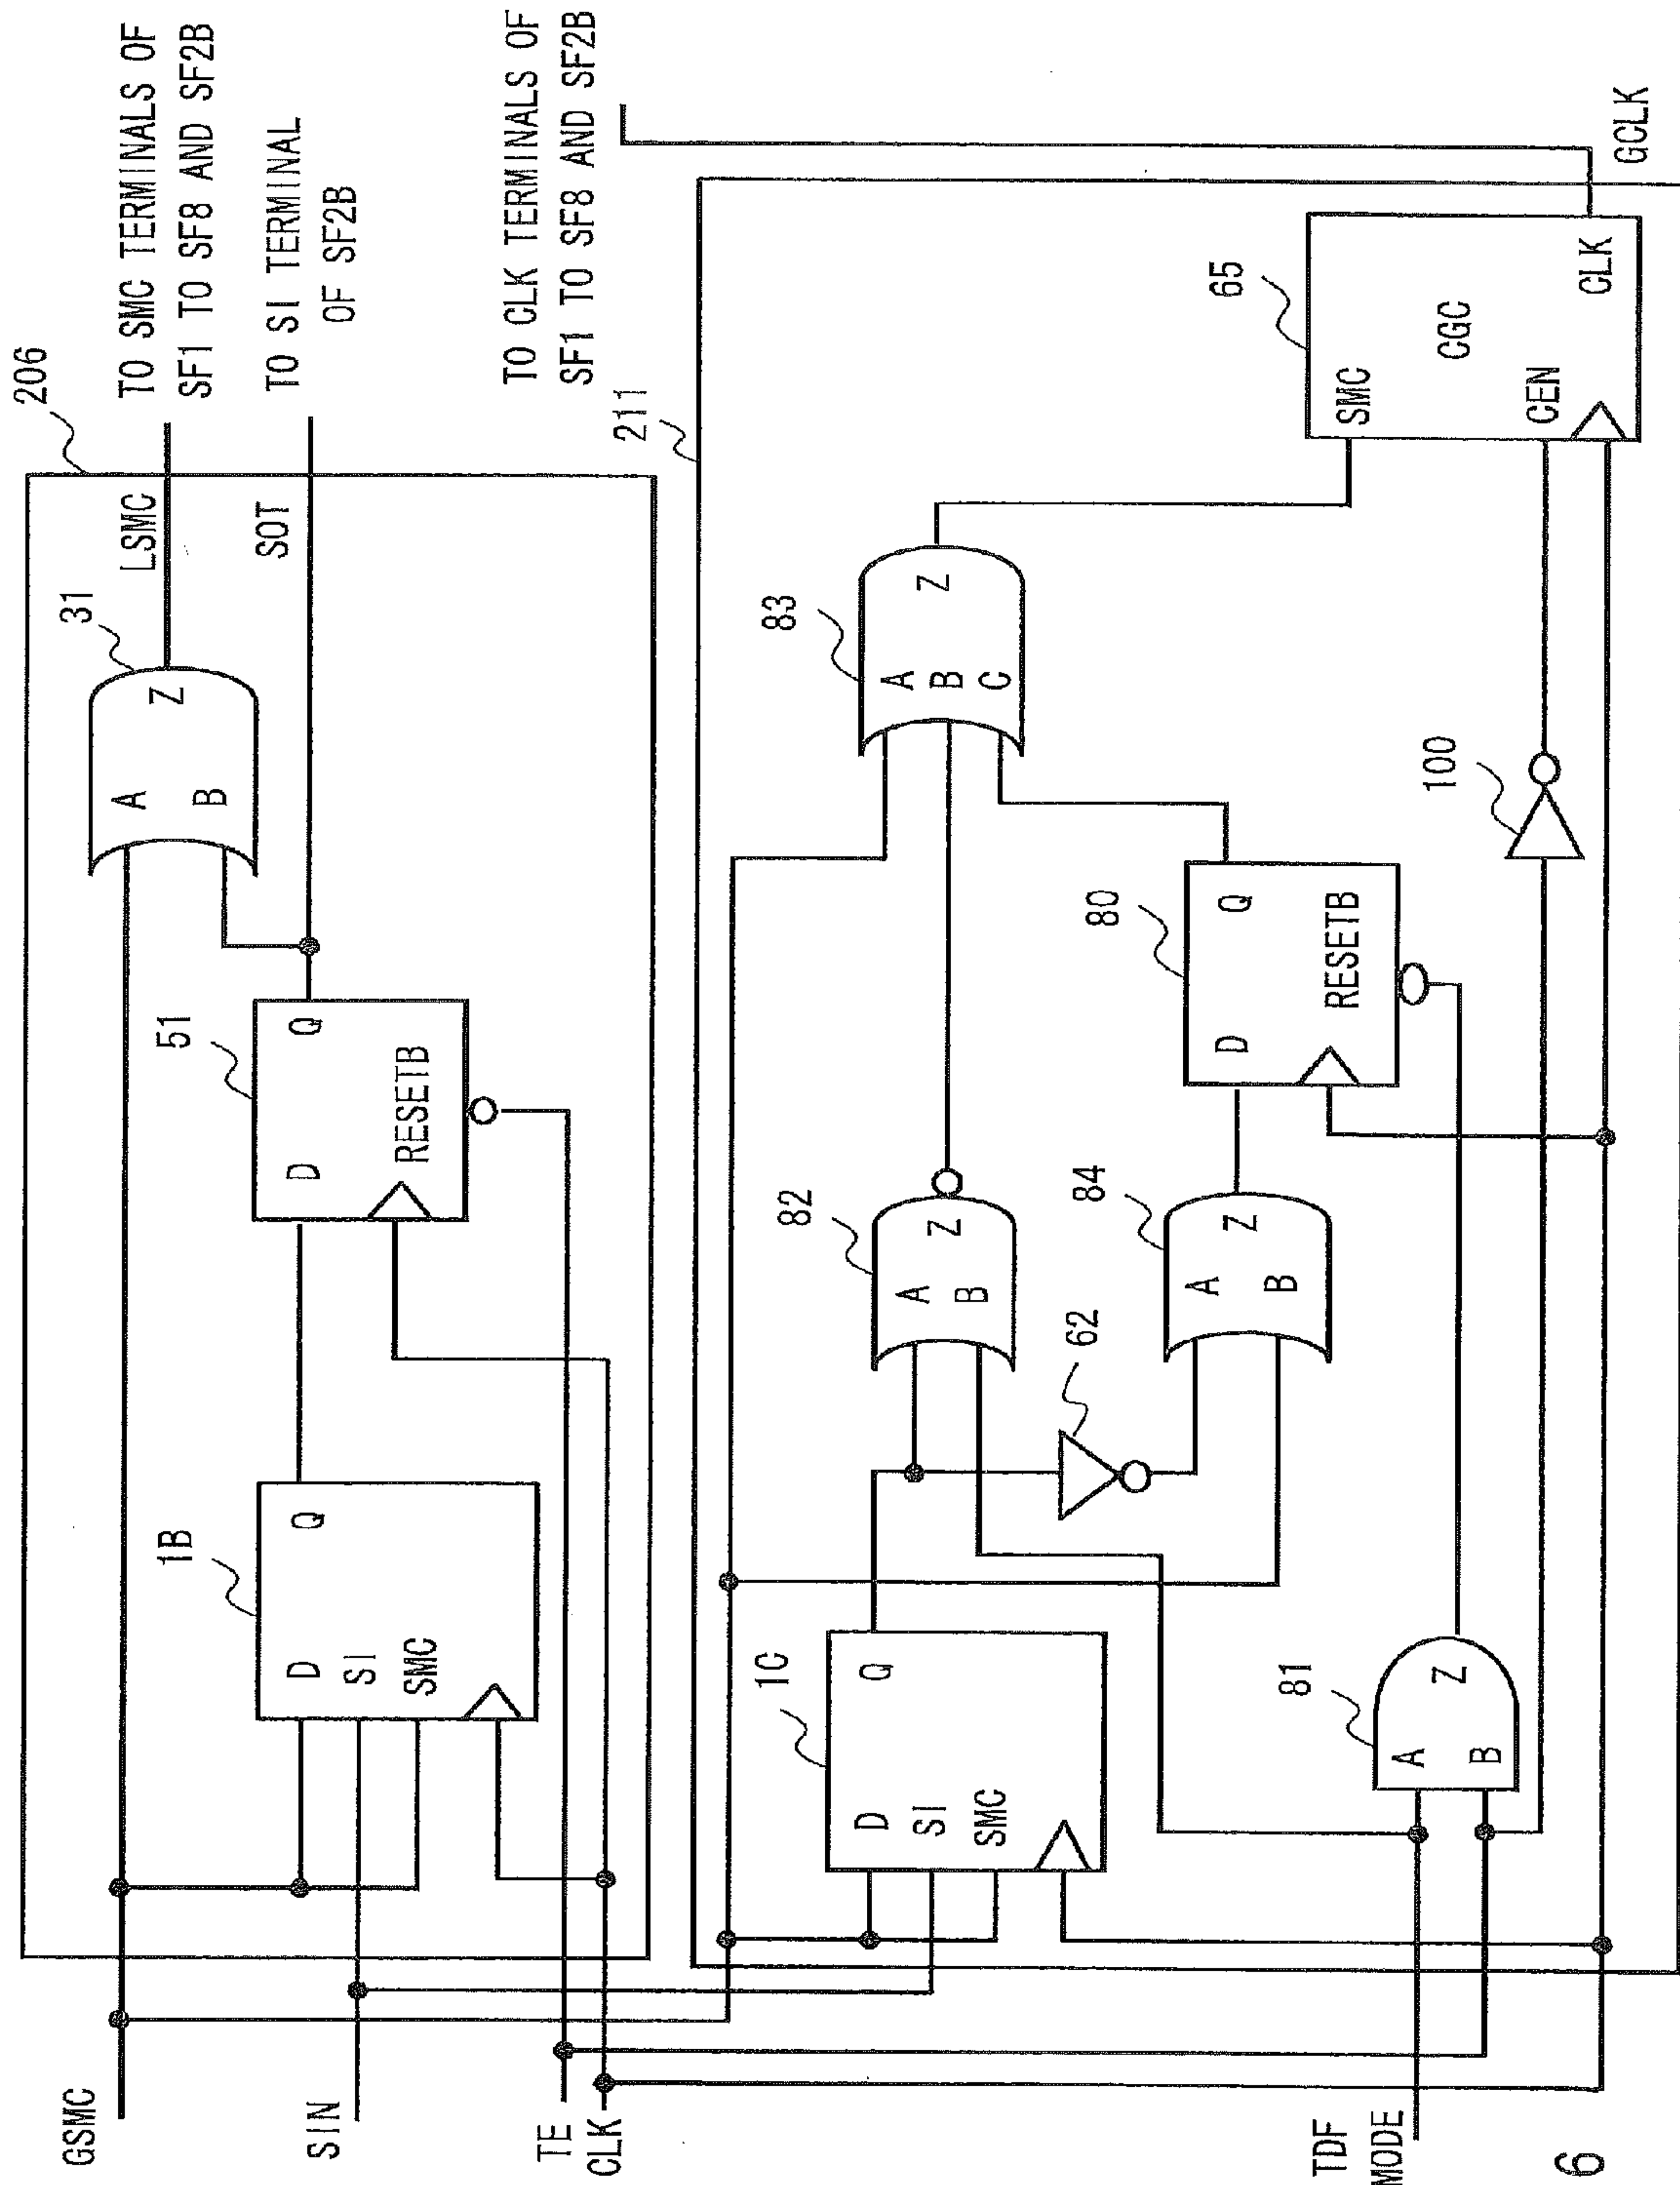 206
TO SMC TERMINALS OF
SF1 TO SF8 AND SF2B
LSMC
31
A
B
Z
SOT
TO SI TERMINAL
OF SF2B
51
D
Q
RESETB
1B
D
SI
SMC
Q
GSMC
SIN
TE
CLK
TO CLK TERMINALS OF
SF1 TO SF8 AND SF2B
211
83
A
B
C
Z
82
A
B
Z
62
84
A
B
Z
80
D
Q
RESETB
1C
D
SI
SMC
Q
81
A
B
Z
100
65
SMC
CGC
CEN
CLK
GCLK
TDF
MODE
6